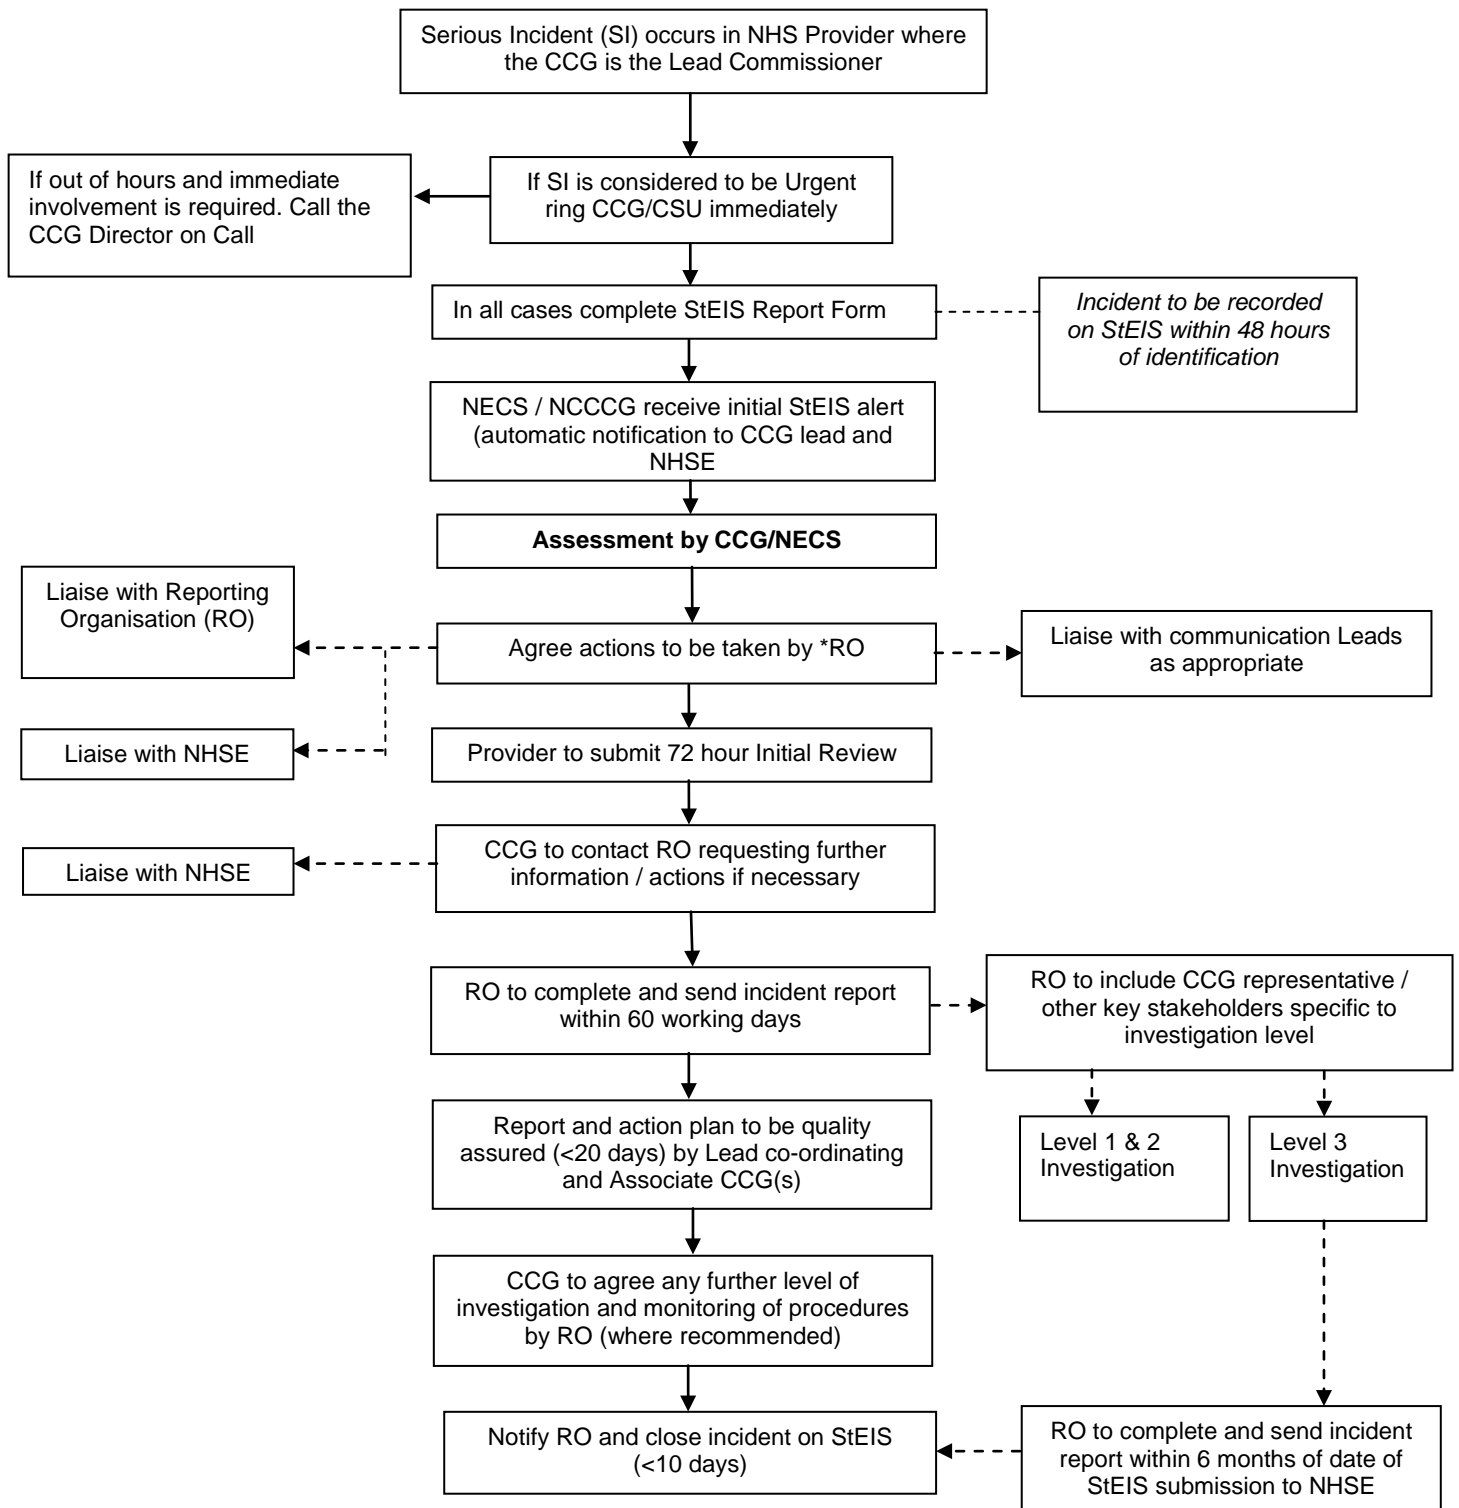 Serious Incident (SI) occurs in NHS Provider where
the CCG is the Lead Commissioner
If out of hours and immediate
involvement is required. Call the
CCG Director on Call
If SI is considered to be Urgent
ring CCG/CSU immediately
In all cases complete StEIS Report Form
Incident to be recorded
on StEIS within 48 hours
of identification
NECS / NCCCG receive initial StEIS alert
(automatic notification to CCG lead and
NHSE
Assessment by CCG/NECS
Liaise with Reporting
Organisation (RO)
Agree actions to be taken by *RO
Liaise with communication Leads
as appropriate
Liaise with NHSE
Provider to submit 72 hour Initial Review
Liaise with NHSE
CCG to contact RO requesting further
information / actions if necessary
RO to complete and send incident report
within 60 working days
RO to include CCG representative /
other key stakeholders specific to
investigation level
Report and action plan to be quality
assured (<20 days) by Lead co-ordinating
and Associate CCG(s)
Level 1 & 2
Investigation
Level 3
Investigation
CCG to agree any further level of
investigation and monitoring of procedures
by RO (where recommended)
Notify RO and close incident on StEIS
(<10 days)
RO to complete and send incident
report within 6 months of date of
StEIS submission to NHSE